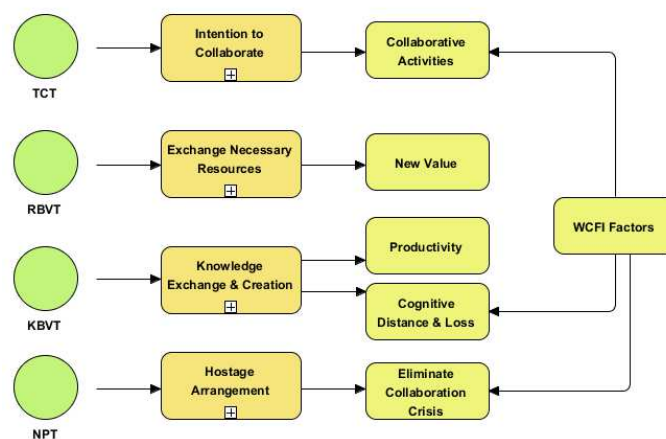 Intention to
Collaborate
Collaborative
Activities
TCT
Exchange Necessary
Resources
New Value
RBVT
WCFI Factors
Productivity
Knowledge
Exchange & Creation
Cognitive
Distance & Loss
KBVT
Hostage
Arrangement
Eliminate
Collaboration
Crisis
NPT